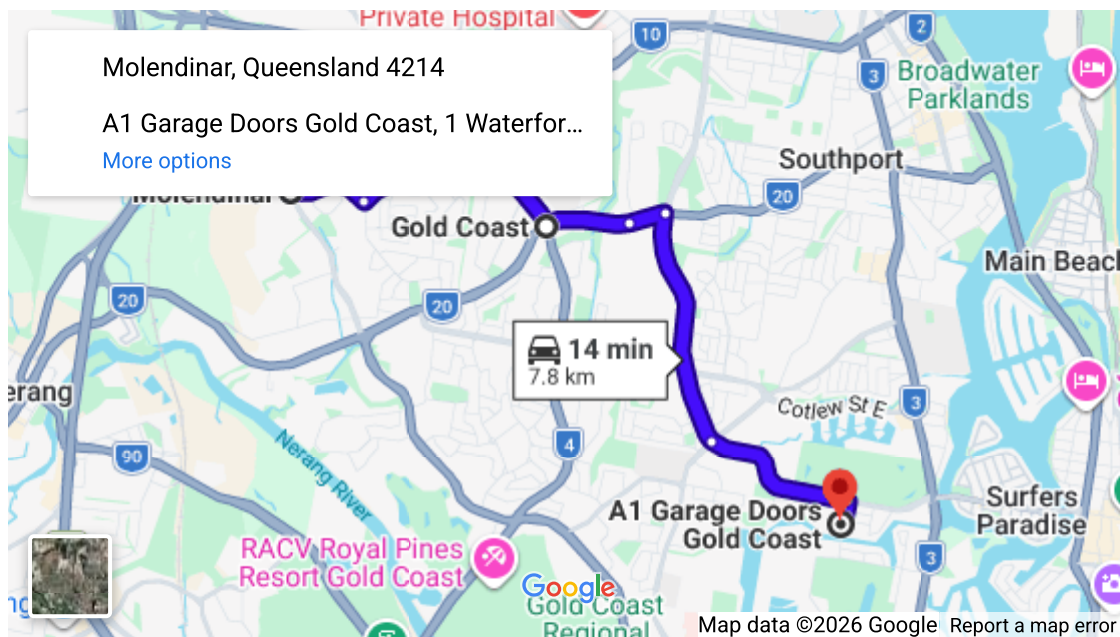 Private Hospital
Molendinar, Queensland 4214
A1 Garage Doors Gold Coast, 1 Waterfor...
More options
10
2
3
Broadwater
Parklands
Southport
20
Molendinar
Gold Coast
Main Beach
20
20
14 min
7.8 km
erang
Cotlew St E
3
4
90
Nerang River
A1 Garage Doors
Gold Coast
Surfers
Paradise
RACV Royal Pines
Resort Gold Coast
3
Google
Gold Coast
Regional
Map data ©2026 Google
Report a map error